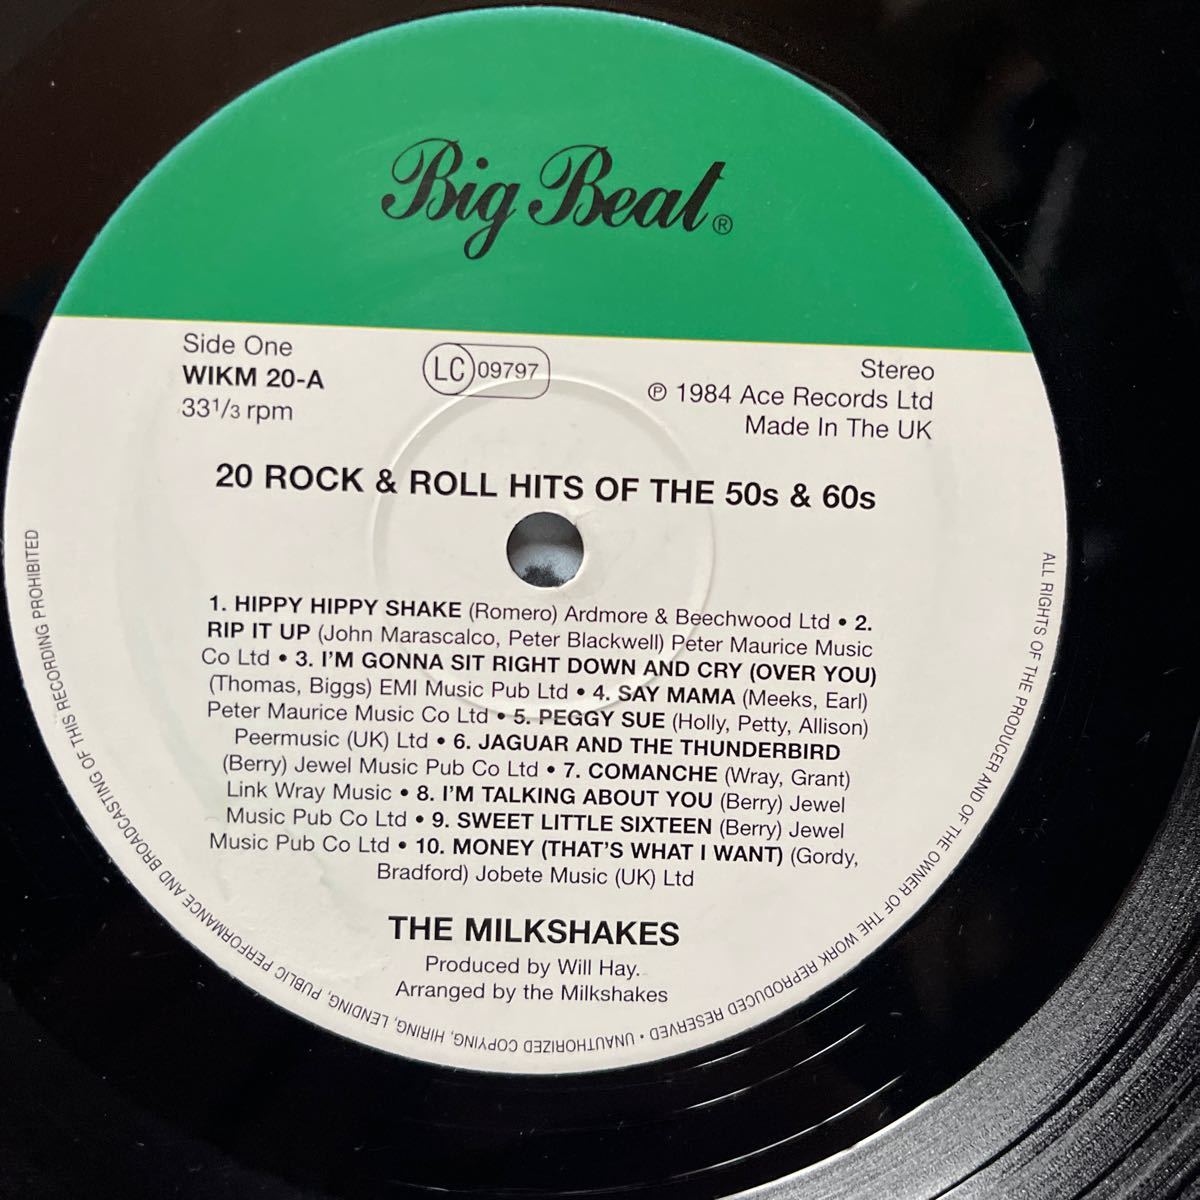 Big Beat®
Side One
WIKM 20-A
33 1/3 rpm
LC 09797
Stereo
℗ 1984 Ace Records Ltd
Made In The UK
20 ROCK & ROLL HITS OF THE 50s & 60s
1. HIPPY HIPPY SHAKE (Romero) Ardmore & Beechwood Ltd • 2.
RIP IT UP (John Marascalco, Peter Blackwell) Peter Maurice Music
Co Ltd • 3. I'M GONNA SIT RIGHT DOWN AND CRY (OVER YOU)
(Thomas, Biggs) EMI Music Pub Ltd • 4. SAY MAMA (Meeks, Earl)
Peter Maurice Music Co Ltd • 5. PEGGY SUE (Holly, Petty, Allison)
Peermusic (UK) Ltd • 6. JAGUAR AND THE THUNDERBIRD
(Berry) Jewel Music Pub Co Ltd • 7. COMANCHE (Wray, Grant)
Link Wray Music • 8. I'M TALKING ABOUT YOU (Berry) Jewel
Music Pub Co Ltd • 9. SWEET LITTLE SIXTEEN (Berry) Jewel
Music Pub Co Ltd • 10. MONEY (THAT'S WHAT I WANT) (Gordy,
Bradford) Jobete Music (UK) Ltd
THE MILKSHAKES
Produced by Will Hay.
Arranged by the Milkshakes
ALL RIGHTS OF THE PRODUCER AND OF THE OWNER OF THE WORK REPRODUCED RESERVED • UNAUTHORIZED COPYING, HIRING, LENDING, PUBLIC PERFORMANCE AND BROADCASTING OF THIS RECORDING PROHIBITED